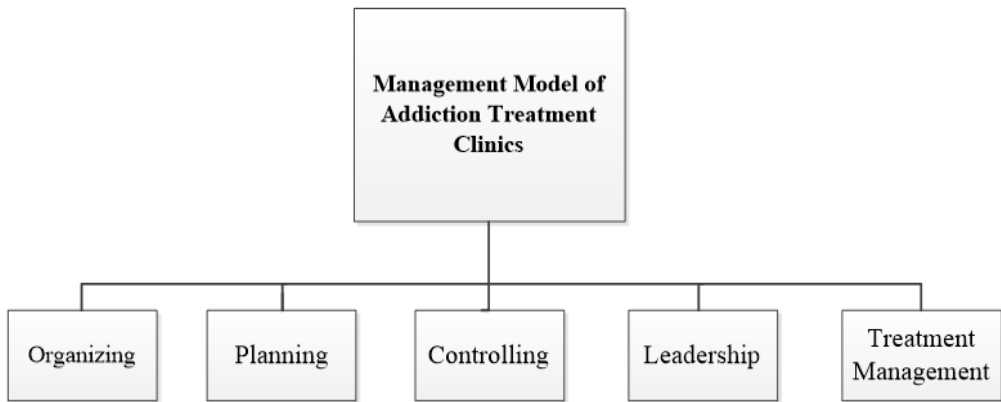 Management Model of
Addiction Treatment
Clinics
Organizing
Planning
Controlling
Leadership
Treatment
Management